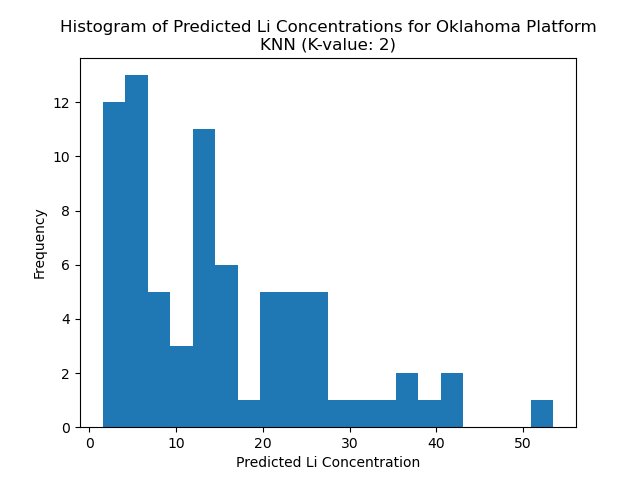 Histogram of Predicted Li Concentrations for Oklahoma Platform
KNN (K-value: 2)
12
10
8
6
4
2
0
Frequency
0 10 20 30 40 50
Predicted Li Concentration